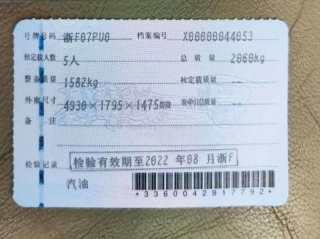 号牌号码 浙F07PU0 档案编号 X00000044053
核定载人数 5人 总质量 2060kg
整备质量 1582kg 核定载质量 --
外廓尺寸 4930×1795×1475mm 准牵引总质量 --
备注
检验记录 检验有效期至2022年08月浙F
汽油
*3360042917792*